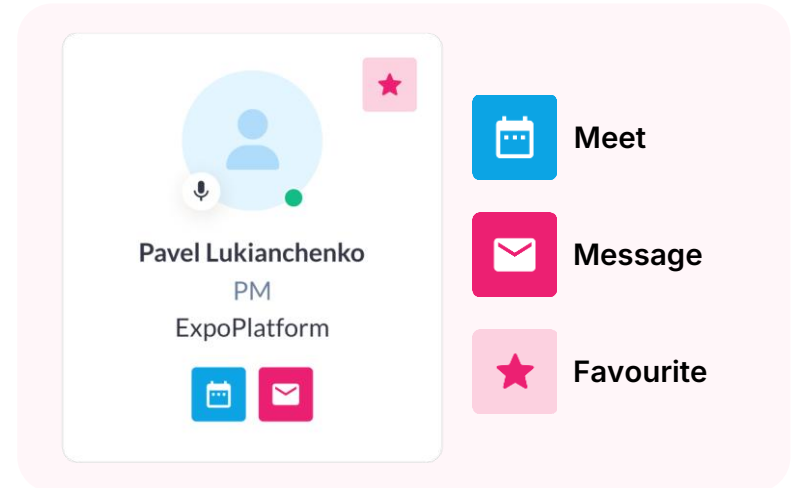 Pavel Lukianchenko
PM
ExpoPlatform
Meet
Message
Favourite